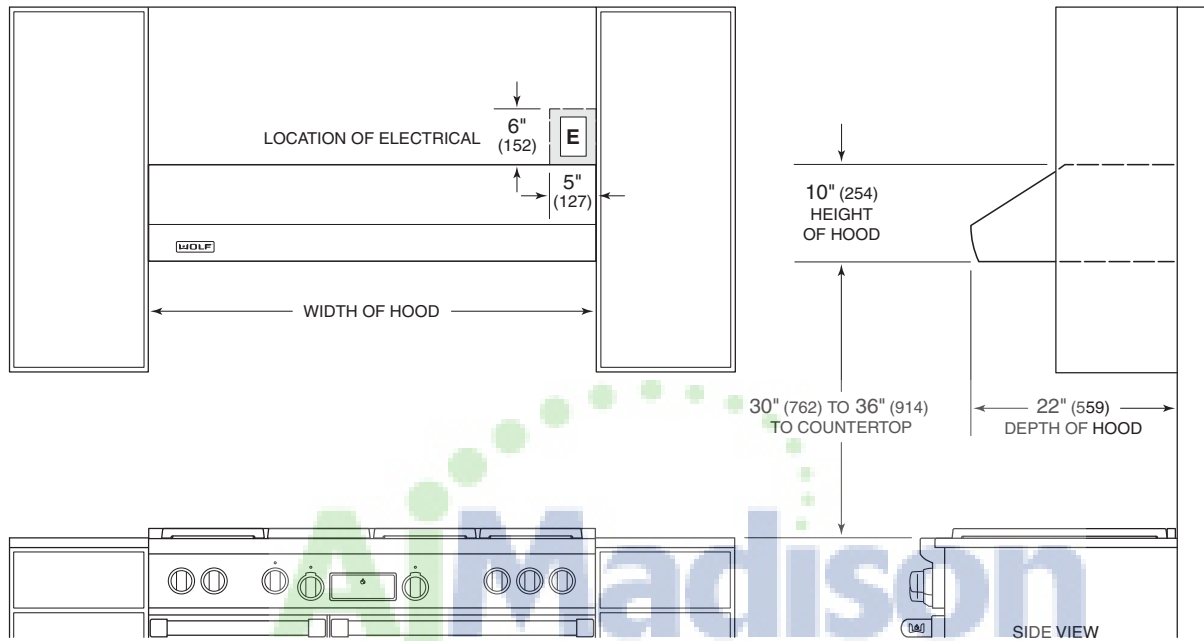 LOCATION OF ELECTRICAL
6"
(152)
E
5"
(127)
WOLF
WIDTH OF HOOD
10" (254)
HEIGHT
OF HOOD
30" (762) TO 36" (914)
TO COUNTERTOP
22" (559)
DEPTH OF HOOD
AjMadison
SIDE VIEW